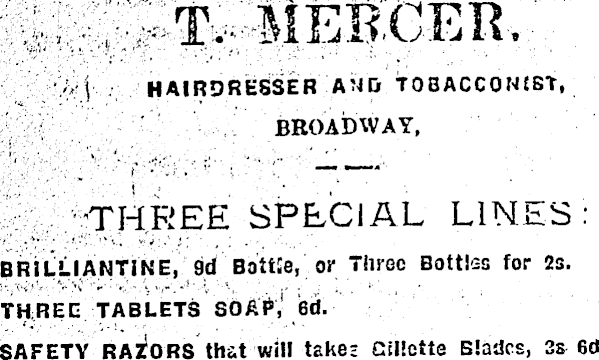 T. MERCER.
HAIRDRESSER AND TOBACCONIST,
BROADWAY,
THREE SPECIAL LINES:
BRILLIANTINE, 9d Bottle, or Three Bottles for 2s.
THREE TABLETS SOAP, 6d.
SAFETY RAZORS that will take Gillette Blades, 3s 6d